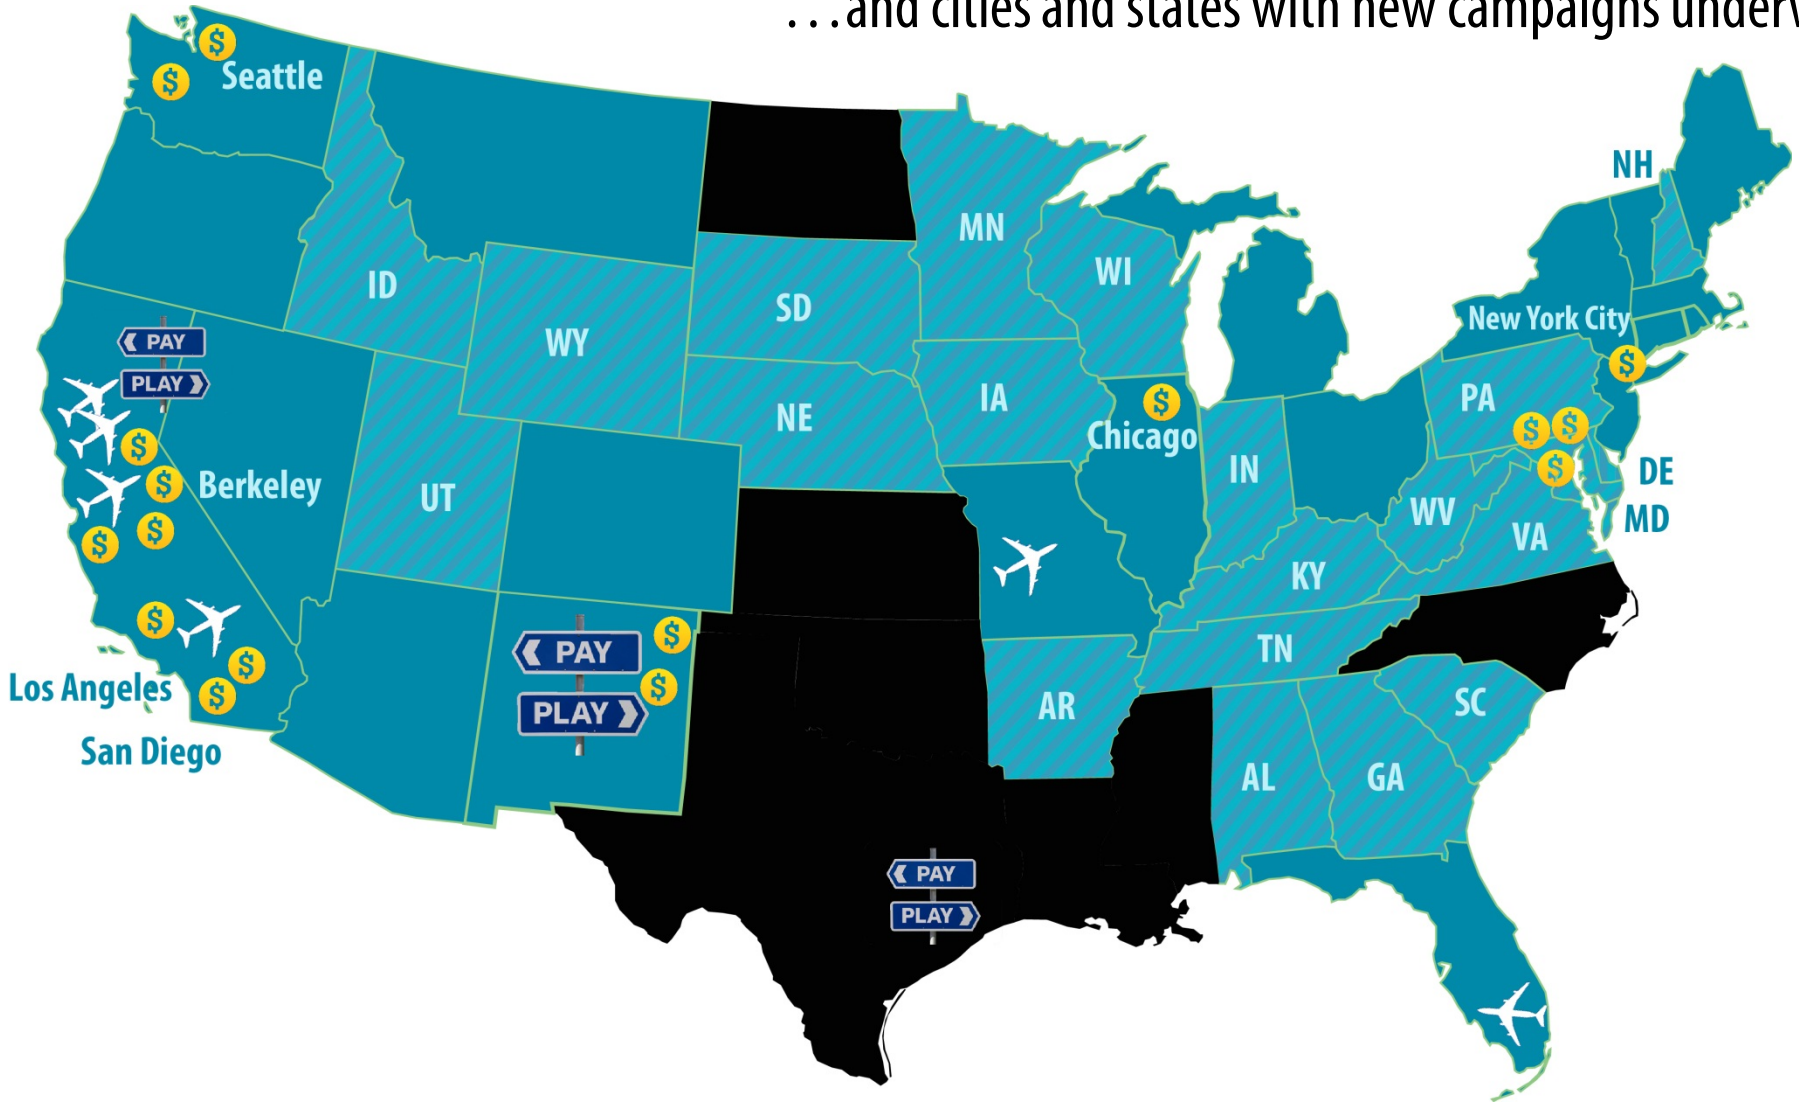 …and cities and states with new campaigns underw
$
Seattle
$
NH
MN
WI
ID
SD
WY
New York City
PAY
PLAY
$
IA
PA
NE
$
Chicago
$
$
$
IN
DE
$
Berkeley
$
UT
WV
MD
VA
$
$
KY
$
PAY
$
TN
$
Los Angeles
$
$
PLAY
AR
SC
San Diego
AL
GA
PAY
PLAY